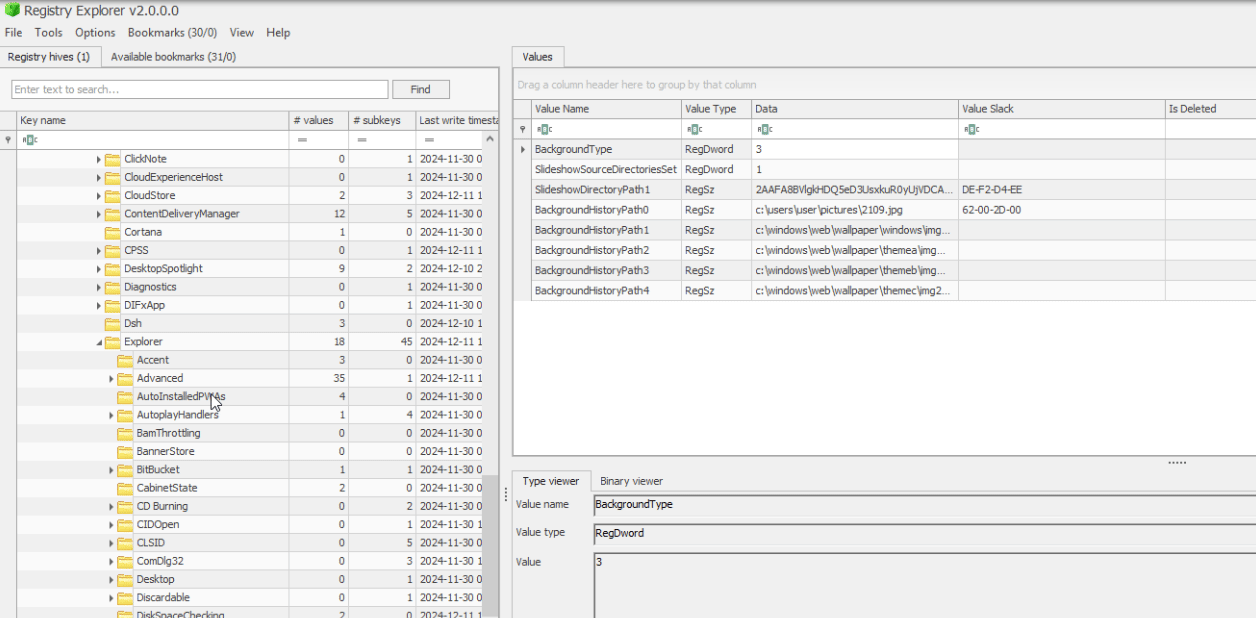 Registry Explorer v2.0.0.0
File Tools Options Bookmarks (30/0) View Help
Registry hives (1) Available bookmarks (31/0)
Enter text to search... Find
Key name # values # subkeys Last write timesta
ClickNote 0 1 2024-11-30 0
CloudExperienceHost 0 1 2024-11-30 0
CloudStore 2 3 2024-12-11 1
ContentDeliveryManager 12 5 2024-11-30 0
Cortana 1 0 2024-11-30 0
CPSS 0 1 2024-12-11 1
DesktopSpotlight 9 2 2024-12-10 2
Diagnostics 0 1 2024-11-30 0
DIFxApp 0 1 2024-11-30 0
Dsh 3 0 2024-12-10 1
Explorer 18 45 2024-12-11 1
Accent 3 0 2024-11-30 0
Advanced 35 1 2024-12-11 1
AutoInstalledPWAs 4 0 2024-11-30 0
AutoplayHandlers 1 4 2024-11-30 0
BamThrottling 0 0 2024-11-30 0
BannerStore 0 0 2024-11-30 0
BitBucket 1 1 2024-11-30 0
CabinetState 2 0 2024-11-30 0
CD Burning 0 2 2024-11-30 0
CIDOpen 0 1 2024-11-30 1
CLSID 0 5 2024-11-30 0
ComDlg32 0 3 2024-11-30 1
Desktop 0 1 2024-11-30 0
Discardable 0 1 2024-11-30 0
DiskSpaceChecking 2 0 2024-12-11 1
Values
Drag a column header here to group by that column
Value Name Value Type Data Value Slack Is Deleted
BackgroundType RegDword 3
SlideshowSourceDirectoriesSet RegDword 1
SlideshowDirectoryPath1 RegSz 2AAFA8BVlgkHDQ5eD3UsxkuR0yUjVDCA... DE-F2-D4-EE
BackgroundHistoryPath0 RegSz c:\users\user\pictures\2109.jpg 62-00-2D-00
BackgroundHistoryPath1 RegSz c:\windows\web\wallpaper\windows\img...
BackgroundHistoryPath2 RegSz c:\windows\web\wallpaper\themea\img...
BackgroundHistoryPath3 RegSz c:\windows\web\wallpaper\themeb\img...
BackgroundHistoryPath4 RegSz c:\windows\web\wallpaper\themec\img2...
Type viewer Binary viewer
Value name BackgroundType
Value type RegDword
Value 3